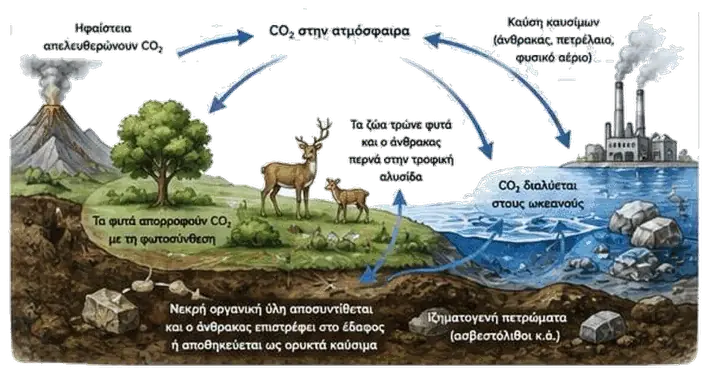 Ηφαίστεια
απελευθερώνουν CO₂
CO₂ στην ατμόσφαιρα
Καύση καυσίμων
(άνθρακας, πετρέλαιο,
φυσικό αέριο)
Τα ζώα τρώνε φυτά
και ο άνθρακας
περνά στην τροφική
αλυσίδα
CO₂ διαλύεται
στους ωκεανούς
Τα φυτά απορροφούν CO₂
με τη φωτοσύνθεση
Νεκρή οργανική ύλη αποσυντίθεται
και ο άνθρακας επιστρέφει στο έδαφος
ή αποθηκεύεται ως ορυκτά καύσιμα
Ιζηματογενή πετρώματα
(ασβεστόλιθοι κ.ά.)